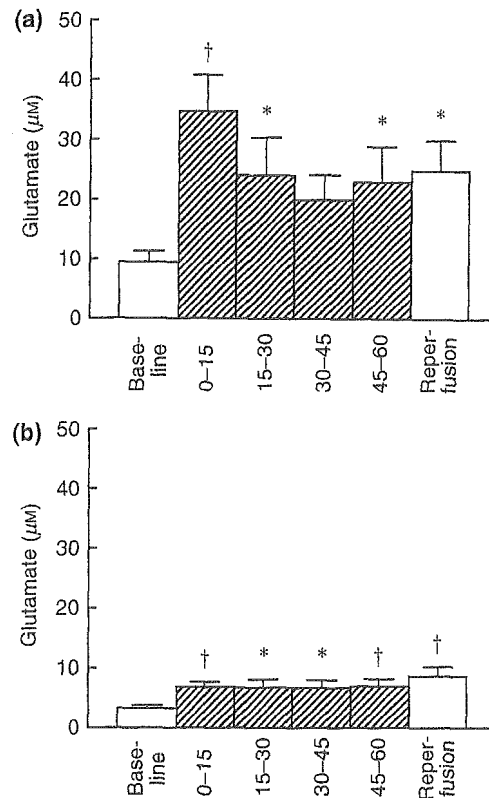 (a)
50
40
30
20
10
0
Glutamate (μM)
†
*
*
*
Base-
line
0–15
15–30
30–45
45–60
Reper-
fusion
(b)
50
40
30
20
10
0
Glutamate (μM)
†
*
*
†
†
Base-
line
0–15
15–30
30–45
45–60
Reper-
fusion